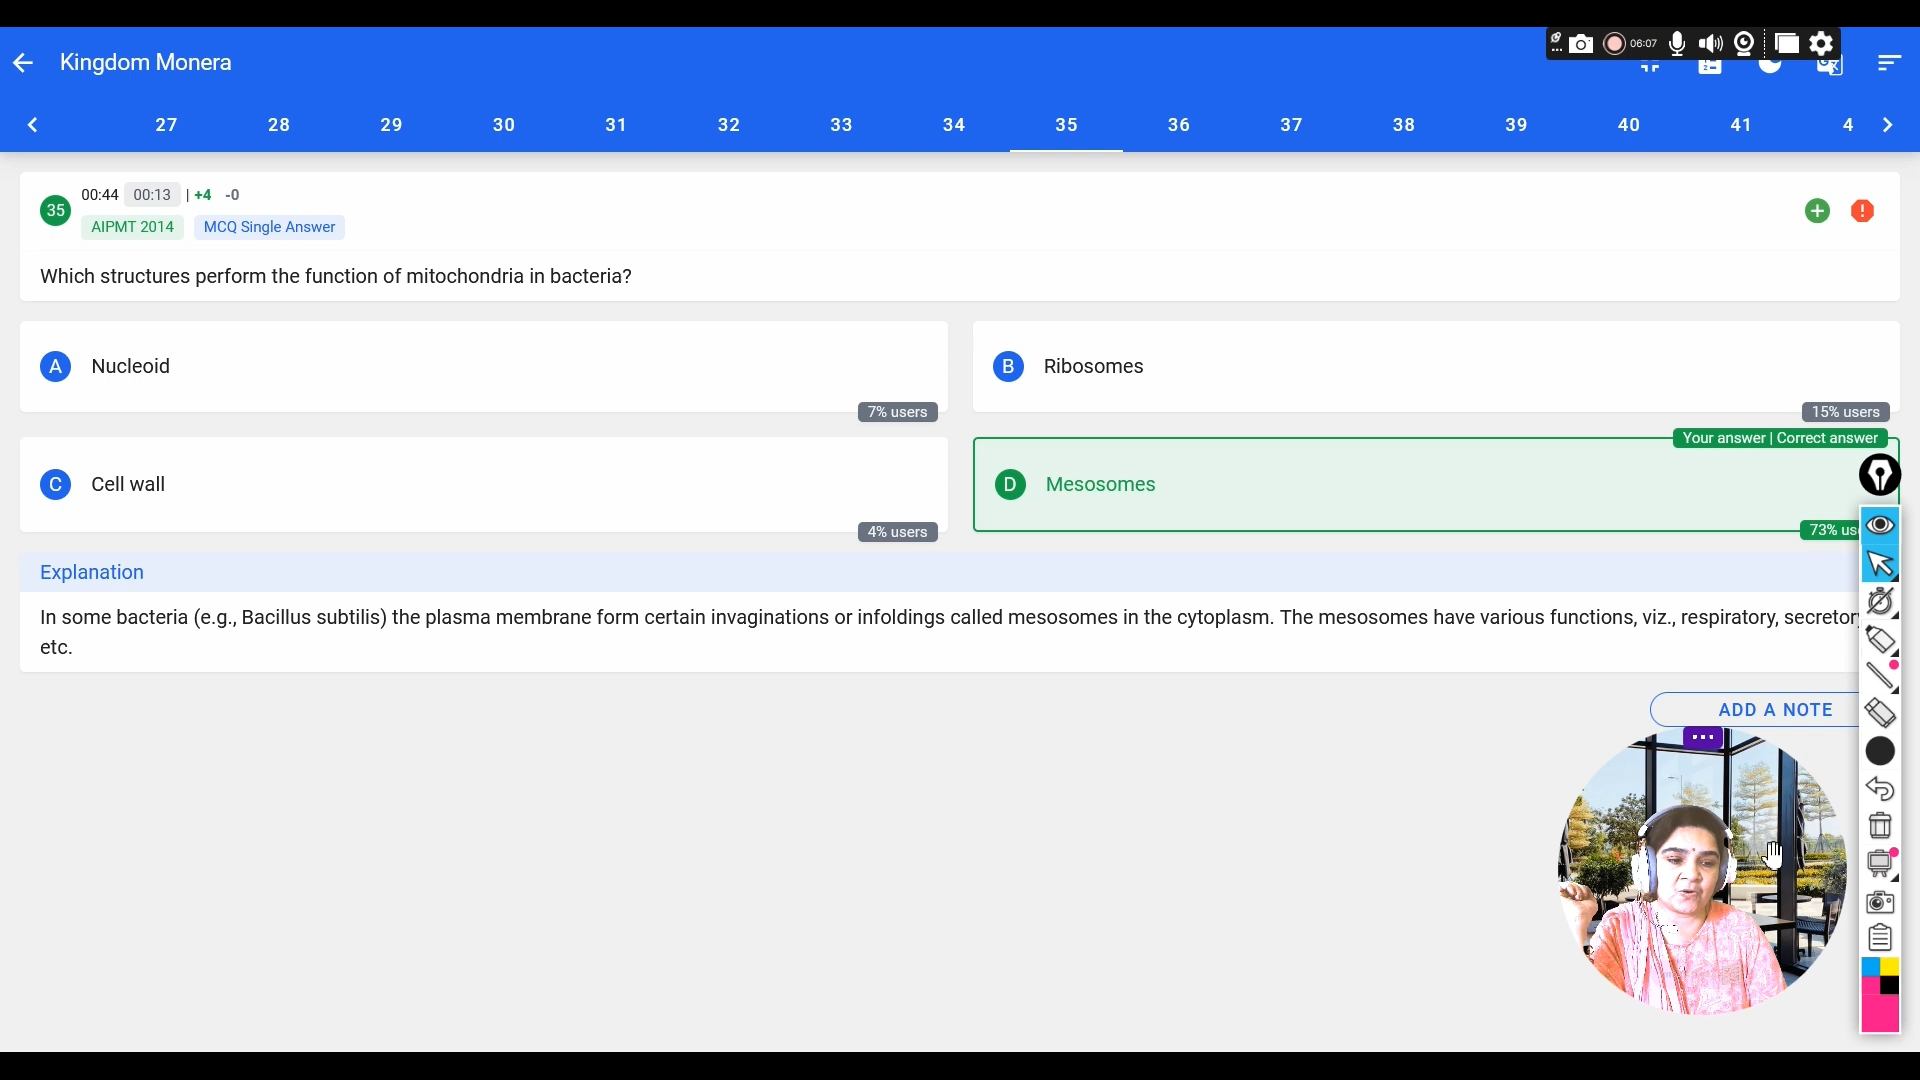 06:07
Kingdom Monera
27 28 29 30 31 32 33 34 35 36 37 38 39 40 41 4
35
00:44 00:13 | +4 -0
AIPMT 2014 MCQ Single Answer
Which structures perform the function of mitochondria in bacteria?
A Nucleoid
7% users
B Ribosomes
15% users
C Cell wall
4% users
Your answer | Correct answer
D Mesosomes
73% use
Explanation
In some bacteria (e.g., Bacillus subtilis) the plasma membrane form certain invaginations or infoldings called mesosomes in the cytoplasm. The mesosomes have various functions, viz., respiratory, secretory
etc.
ADD A NOTE